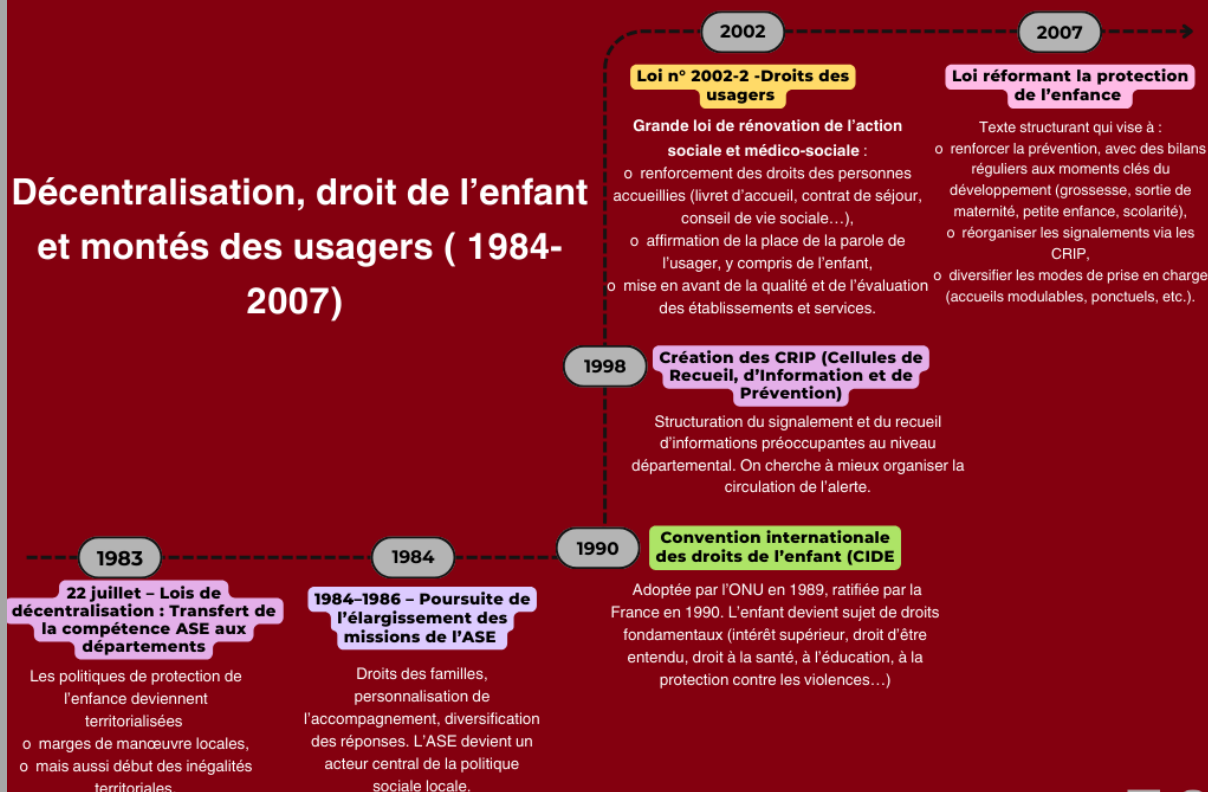 Décentralisation, droit de l'enfant
et montés des usagers ( 1984-
2007)
1983
22 juillet – Lois de
décentralisation : Transfert de
la compétence ASE aux
départements
Les politiques de protection de
l'enfance deviennent
territorialisées
o marges de manœuvre locales,
o mais aussi début des inégalités
territoriales.
1984
1984–1986 – Poursuite de
l'élargissement des
missions de l'ASE
Droits des familles,
personnalisation de
l'accompagnement, diversification
des réponses. L'ASE devient un
acteur central de la politique
sociale locale.
1990
Convention internationale
des droits de l'enfant (CIDE
Adoptée par l'ONU en 1989, ratifiée par la
France en 1990. L'enfant devient sujet de droits
fondamentaux (intérêt supérieur, droit d'être
entendu, droit à la santé, à l'éducation, à la
protection contre les violences…)
1998
Création des CRIP (Cellules de
Recueil, d'Information et de
Prévention)
Structuration du signalement et du recueil
d'informations préoccupantes au niveau
départemental. On cherche à mieux organiser la
circulation de l'alerte.
2002
Loi n° 2002-2 -Droits des
usagers
Grande loi de rénovation de l'action
sociale et médico-sociale :
o renforcement des droits des personnes
accueillies (livret d'accueil, contrat de séjour,
conseil de vie sociale…),
o affirmation de la place de la parole de
l'usager, y compris de l'enfant,
o mise en avant de la qualité et de l'évaluation
des établissements et services.
2007
Loi réformant la protection
de l'enfance
Texte structurant qui vise à :
o renforcer la prévention, avec des bilans
réguliers aux moments clés du
développement (grossesse, sortie de
maternité, petite enfance, scolarité),
o réorganiser les signalements via les
CRIP,
o diversifier les modes de prise en charge
(accueils modulables, ponctuels, etc.).